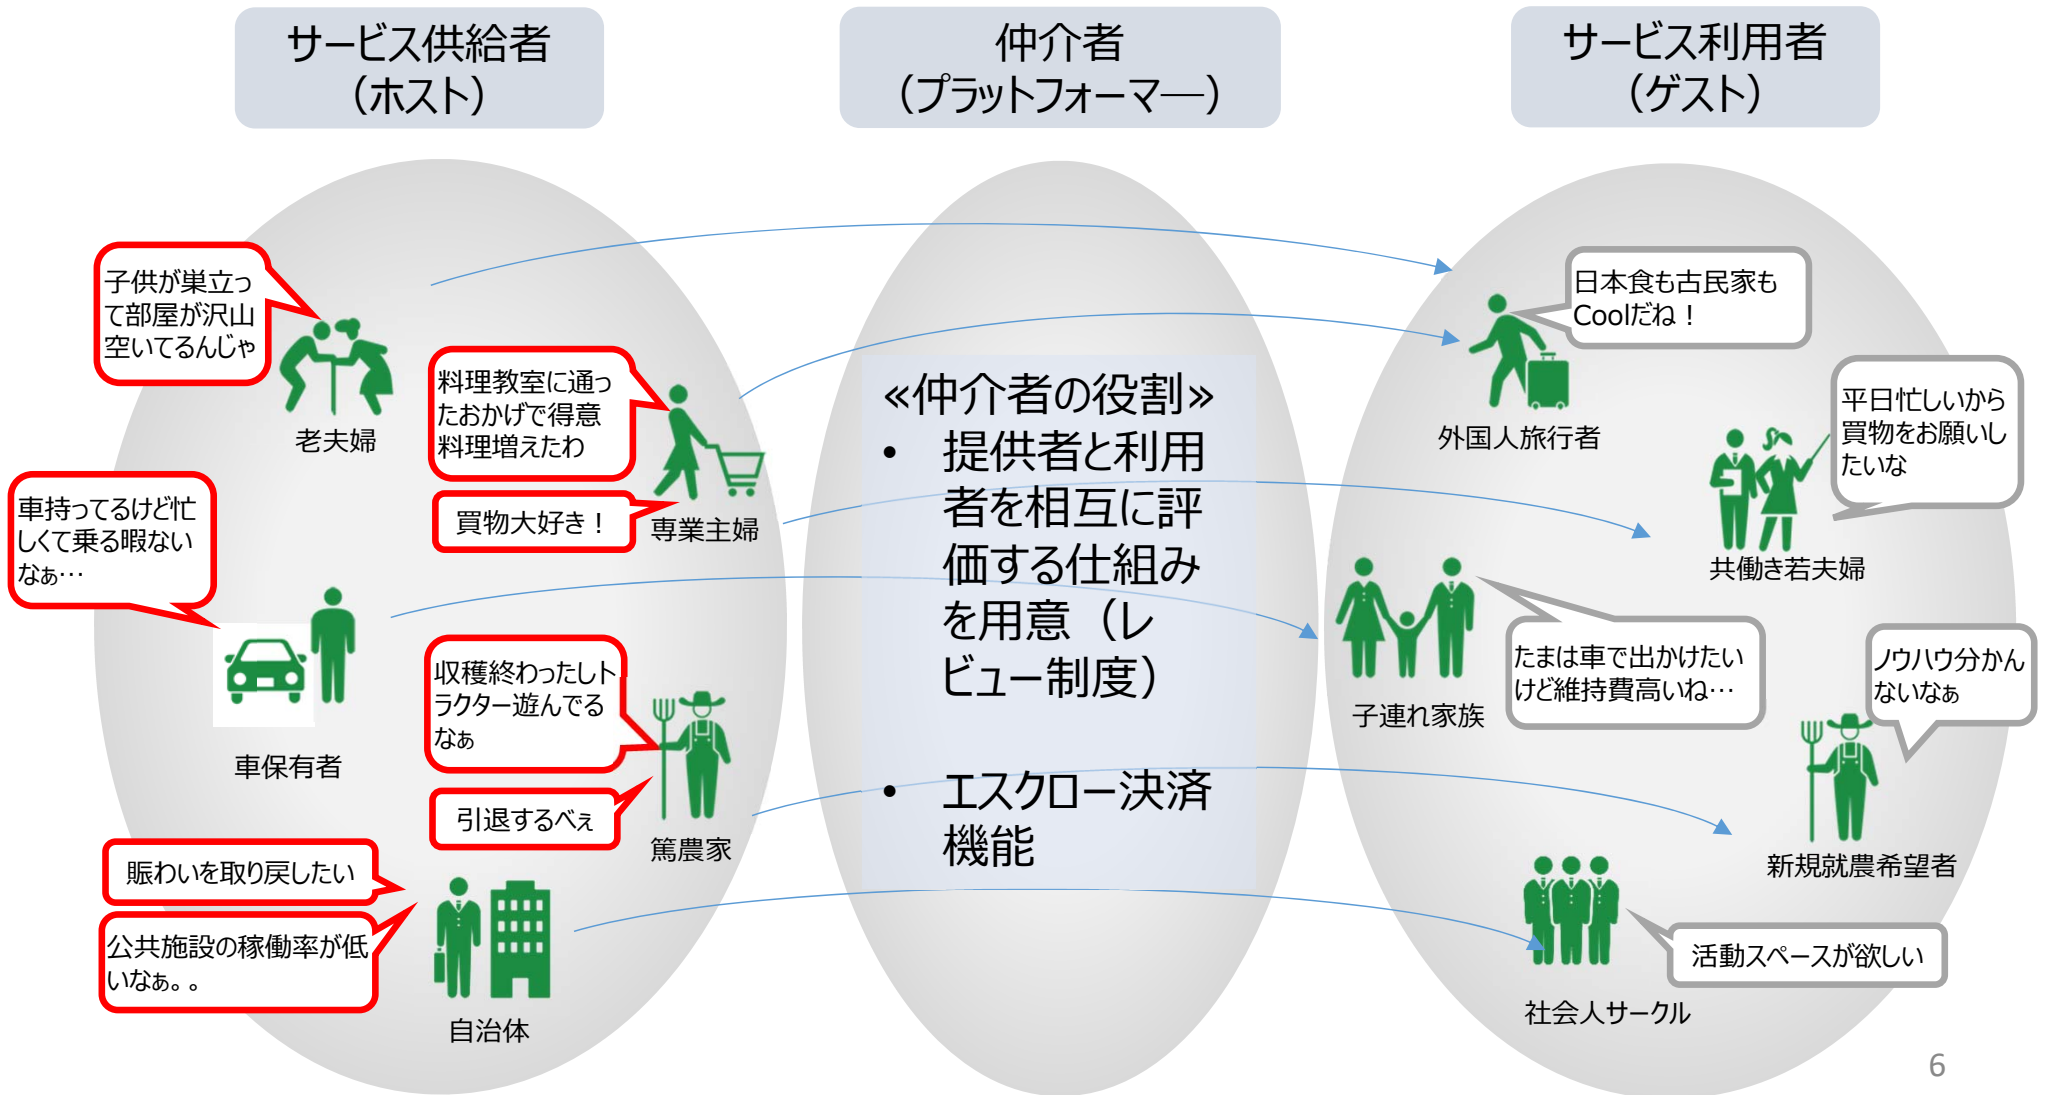 サービス供給者
（ホスト）
仲介者
（プラットフォーマ―）
サービス利用者
（ゲスト）
子供が巣立っ
て部屋が沢山
空いてるんじゃ
老夫婦
料理教室に通っ
たおかげで得意
料理増えたわ
買物大好き！
専業主婦
車持ってるけど忙
しくて乗る暇ない
なぁ…
車保有者
収穫終わったしト
ラクター遊んでる
なぁ
引退するべぇ
篤農家
賑わいを取り戻したい
公共施設の稼働率が低
いなぁ。。
自治体
«仲介者の役割»
• 提供者と利用
者を相互に評
価する仕組み
を用意（レ
ビュー制度）
• エスクロー決済
機能
日本食も古民家も
Coolだね！
外国人旅行者
平日忙しいから
買物をお願いし
たいな
共働き若夫婦
たまは車で出かけたい
けど維持費高いね…
子連れ家族
ノウハウ分かん
ないなぁ
新規就農希望者
活動スペースが欲しい
社会人サークル
6